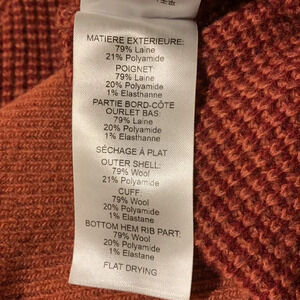 MATIERE EXTERIEURE:
79% Laine
21% Polyamide
POIGNET:
79% Laine
20% Polyamide
1% Elasthanne
PARTIE BORD-CÔTE
OURLET BAS:
79% Laine
20% Polyamide
1% Elasthanne
SÉCHAGE À PLAT
OUTER SHELL:
79% Wool
21% Polyamide
CUFF:
79% Wool
20% Polyamide
1% Elastane
BOTTOM HEM RIB PART:
79% Wool
20% Polyamide
1% Elastane
FLAT DRYING